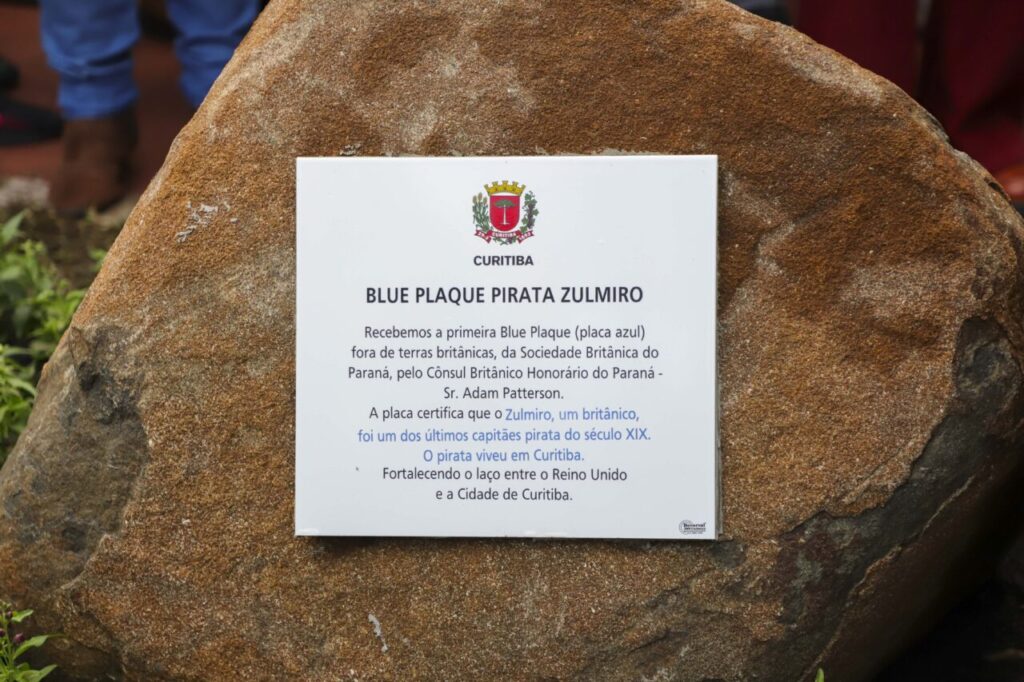 CURITIBA
CURITIBA
BLUE PLAQUE PIRATA ZULMIRO
Recebemos a primeira Blue Plaque (placa azul)
fora de terras britânicas, da Sociedade Britânica do
Paraná, pelo Cônsul Britânico Honorário do Paraná -
Sr. Adam Patterson.
A placa certifica que o Zulmiro, um britânico,
foi um dos últimos capitães pirata do século XIX.
O pirata viveu em Curitiba.
Fortalecendo o laço entre o Reino Unido
e a Cidade de Curitiba.